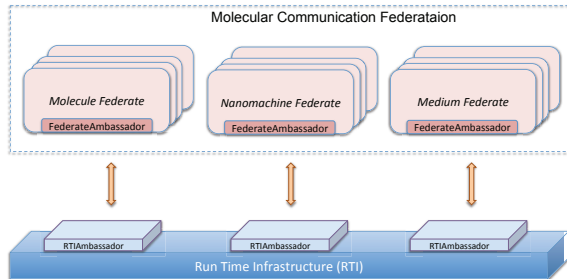 Molecular Communication Federataion
Molecule Federate
Nanomachine Federate
Medium Federate
FederateAmbassador
FederateAmbassador
FederateAmbassador
RTIAmbassador
RTIAmbassador
RTIAmbassador
Run Time Infrastructure (RTI)